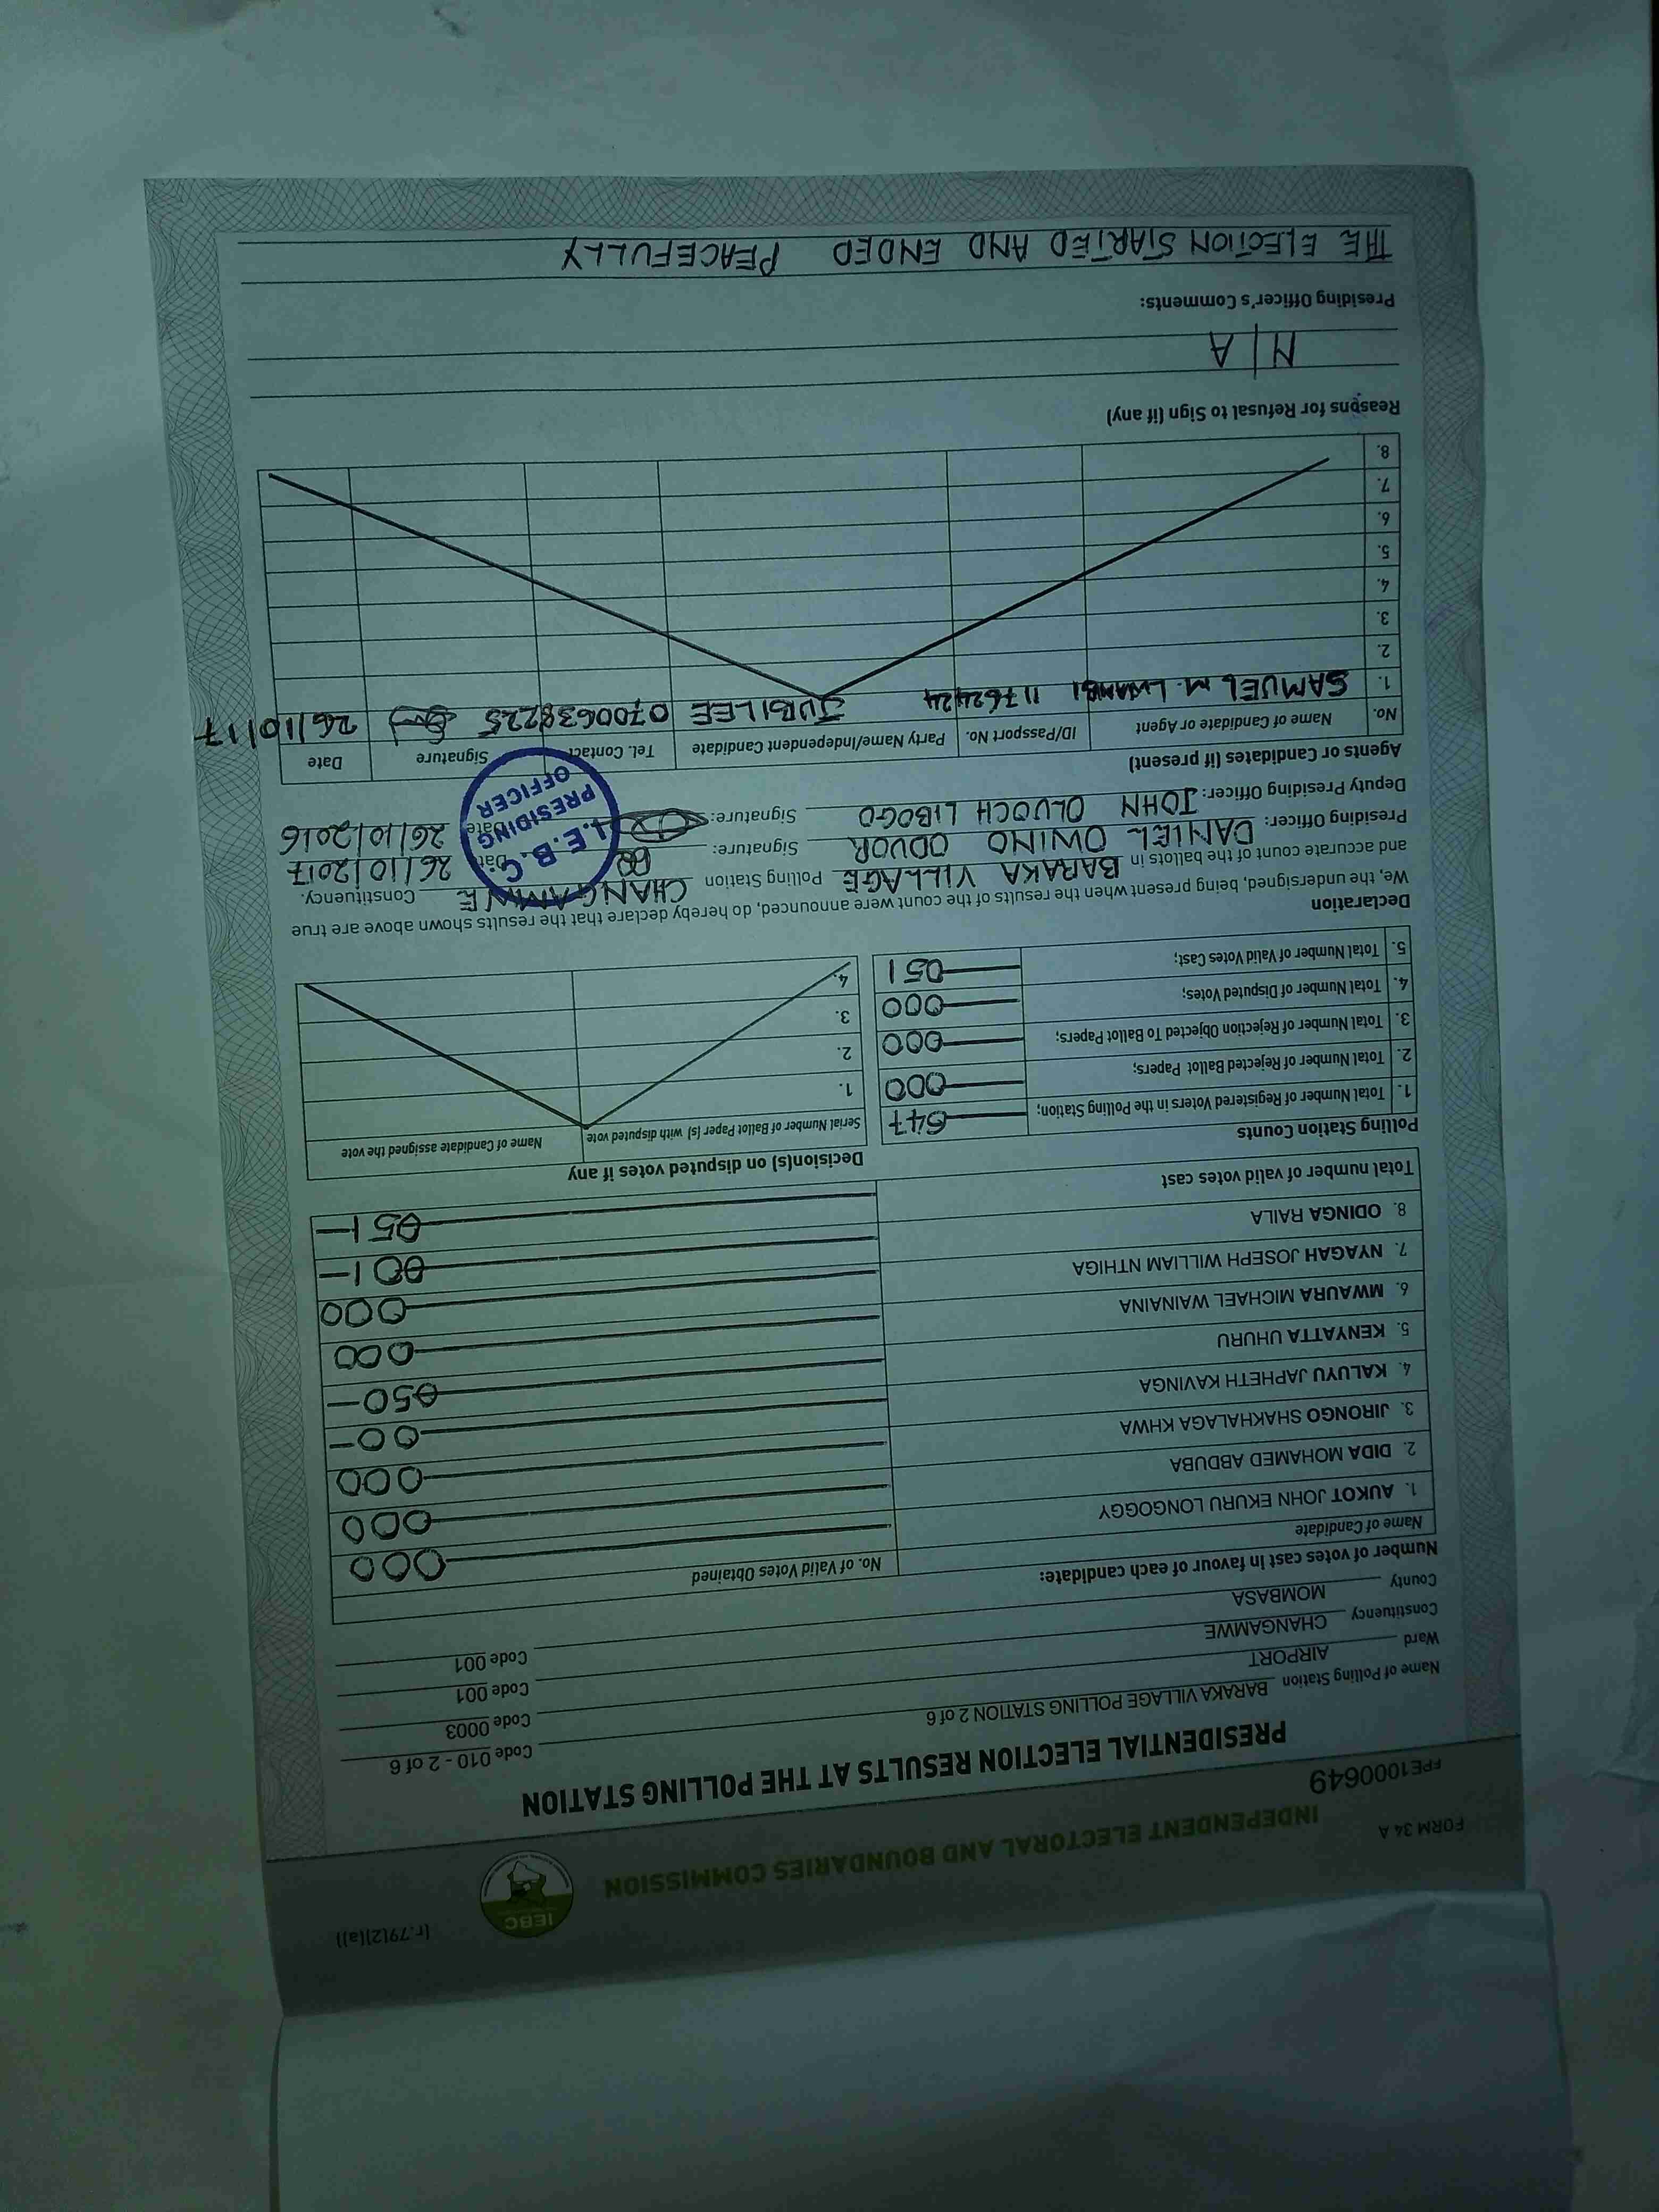 (r.79(2)(a))
IEBC
FORM 34 A
INDEPENDENT ELECTORAL AND BOUNDARIES COMMISSION
FPE1000649
PRESIDENTIAL ELECTION RESULTS AT THE POLLING STATION
Name of Polling Station BARAKA VILLAGE POLLING STATION 2 of 6 Code 010 - 2 of 6
Ward AIRPORT Code 0003
Constituency CHANGAMWE Code 001
County MOMBASA Code 001
Number of votes cast in favour of each candidate:
Name of Candidate No. of Valid Votes Obtained
1. AUKOT JOHN EKURU LONGOGGY 000
2. DIDA MOHAMED ABDUBA 000
3. JIRONGO SHAKHALAGA KHWA 000
4. KALUYU JAPHETH KAVINGA 00-
5. KENYATTA UHURU 050-
6. MWAURA MICHAEL WAINAINA 000
7. NYAGAH JOSEPH WILLIAM NTHIGA 000
8. ODINGA RAILA 001-
Total number of valid votes cast 051-
Polling Station Counts
1. Total Number of Registered Voters in the Polling Station; 647
2. Total Number of Rejected Ballot Papers; 000
3. Total Number of Rejection Objected To Ballot Papers; 000
4. Total Number of Disputed Votes; 000
5. Total Number of Valid Votes Cast; 051
Decision(s) on disputed votes if any
Serial Number of Ballot Paper (s) with disputed vote Name of Candidate assigned the vote
1.
2.
3.
4.
Declaration
We, the undersigned, being present when the results of the count were announced, do hereby declare that the results shown above are true
and accurate count of the ballots in BARAKA VILLAGE Polling Station CHANGAMWE Constituency.
Presiding Officer: DANIEL OWINO ODUOR Signature: Date 26/10/2017
Deputy Presiding Officer: JOHN OLUOCH LIBOGO Signature: Date 26/10/2016
I.E.B.C.
PRESIDING
OFFICER
Agents or Candidates (if present)
No. Name of Candidate or Agent ID/Passport No. Party Name/Independent Candidate Tel. Contact Signature Date
1. SAMUEL M. 11762424 JUBILEE 0700638225 26/10/17
2.
3.
4.
5.
6.
7.
8.
Reasons for Refusal to Sign (if any)
N/A
Presiding Officer's Comments:
THE ELECTION STARTED AND ENDED PEACEFULLY